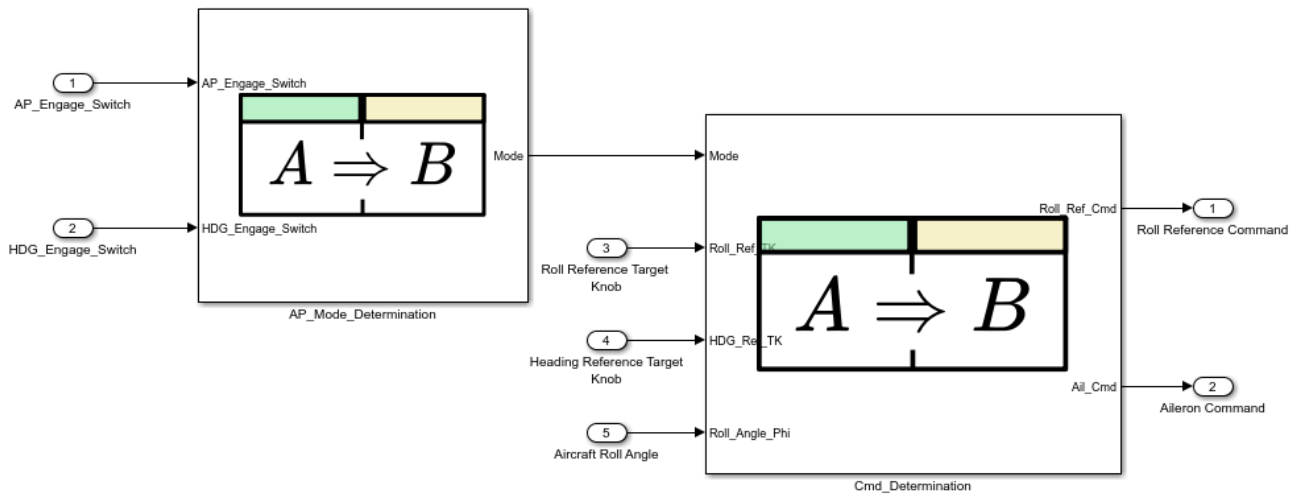 1
AP_Engage_Switch
2
HDG_Engage_Switch
AP_Engage_Switch
HDG_Engage_Switch
A ⇒ B
Mode
AP_Mode_Determination
3
Roll Reference Target
Knob
4
Heading Reference Target
Knob
5
Aircraft Roll Angle
Mode
Roll_Ref_TK
HDG_Ref_TK
Roll_Angle_Phi
A ⇒ B
Roll_Ref_Cmd
Ail_Cmd
Cmd_Determination
1
Roll Reference Command
2
Aileron Command